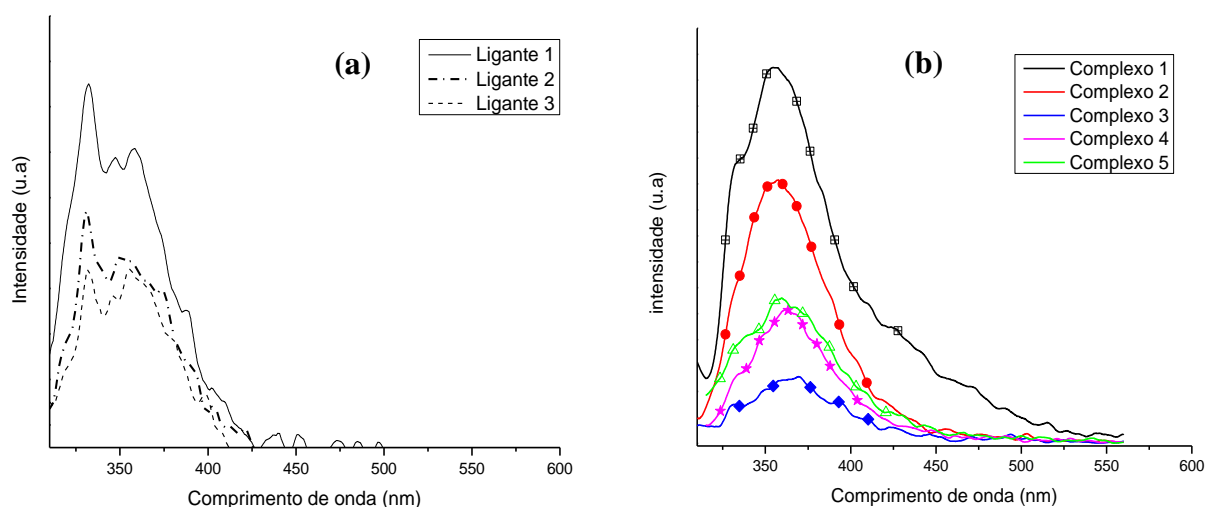 (a)
Ligante 1
Ligante 2
Ligante 3
Intensidade (u.a)
350
400
450
500
550
600
Comprimento de onda (nm)
(b)
Complexo 1
Complexo 2
Complexo 3
Complexo 4
Complexo 5
intensidade (u.a)
350
400
450
500
550
600
Comprimento de onda (nm)